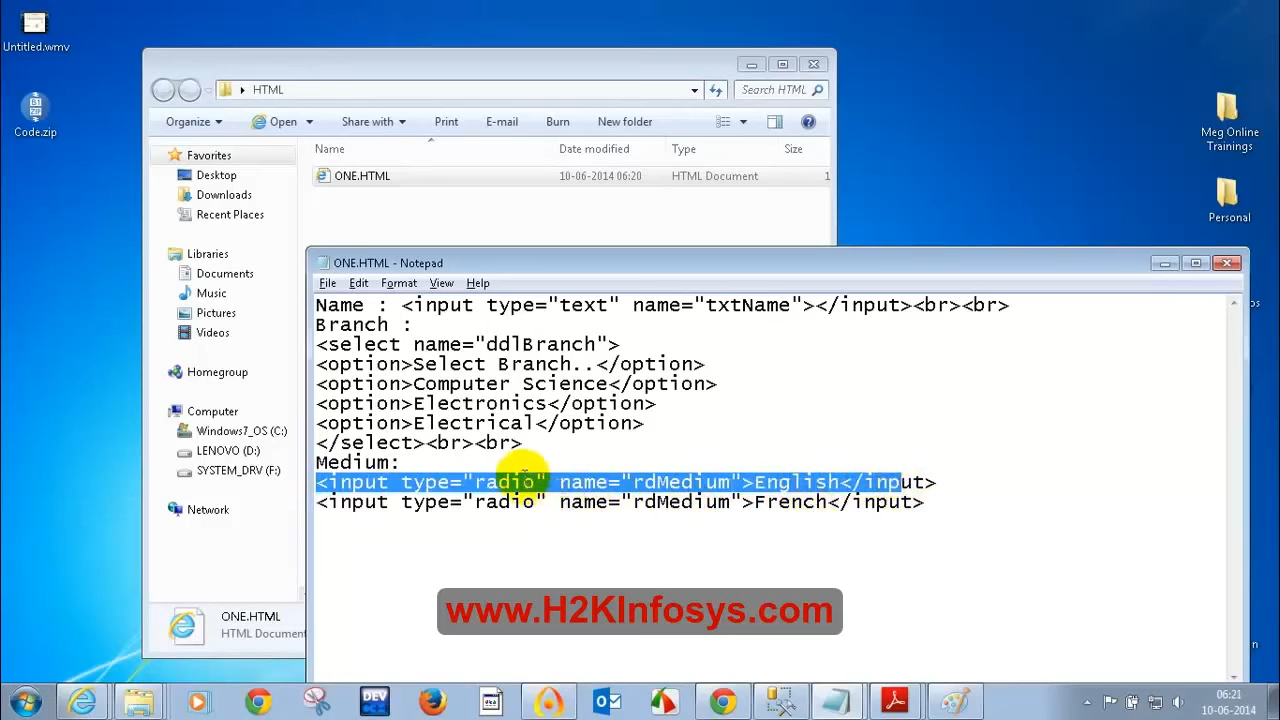 Untitled.wmv
Code.zip
Meg Online
Trainings
Personal
HTML
Search HTML
Organize
Open
Share with
Print
E-mail
Burn
New folder
Name
Date modified
Type
Size
Favorites
Desktop
Downloads
Recent Places
Libraries
Documents
Music
Pictures
Videos
Homegroup
Computer
Windows7_OS (C:)
LENOVO (D:)
SYSTEM_DRV (F:)
Network
ONE.HTML
10-06-2014 06:20
HTML Document
1
ONE.HTML
HTML Document
ONE.HTML - Notepad
File Edit Format View Help
Name : <input type="text" name="txtName"></input><br><br>
Branch :
<select name="ddlBranch">
<option>Select Branch..</option>
<option>Computer Science</option>
<option>Electronics</option>
<option>Electrical</option>
</select><br><br>
Medium:
<input type="radio" name="rdMedium">English</input>
<input type="radio" name="rdMedium">French</input>
www.H2KInfosys.com
DEV
06:21
10-06-2014